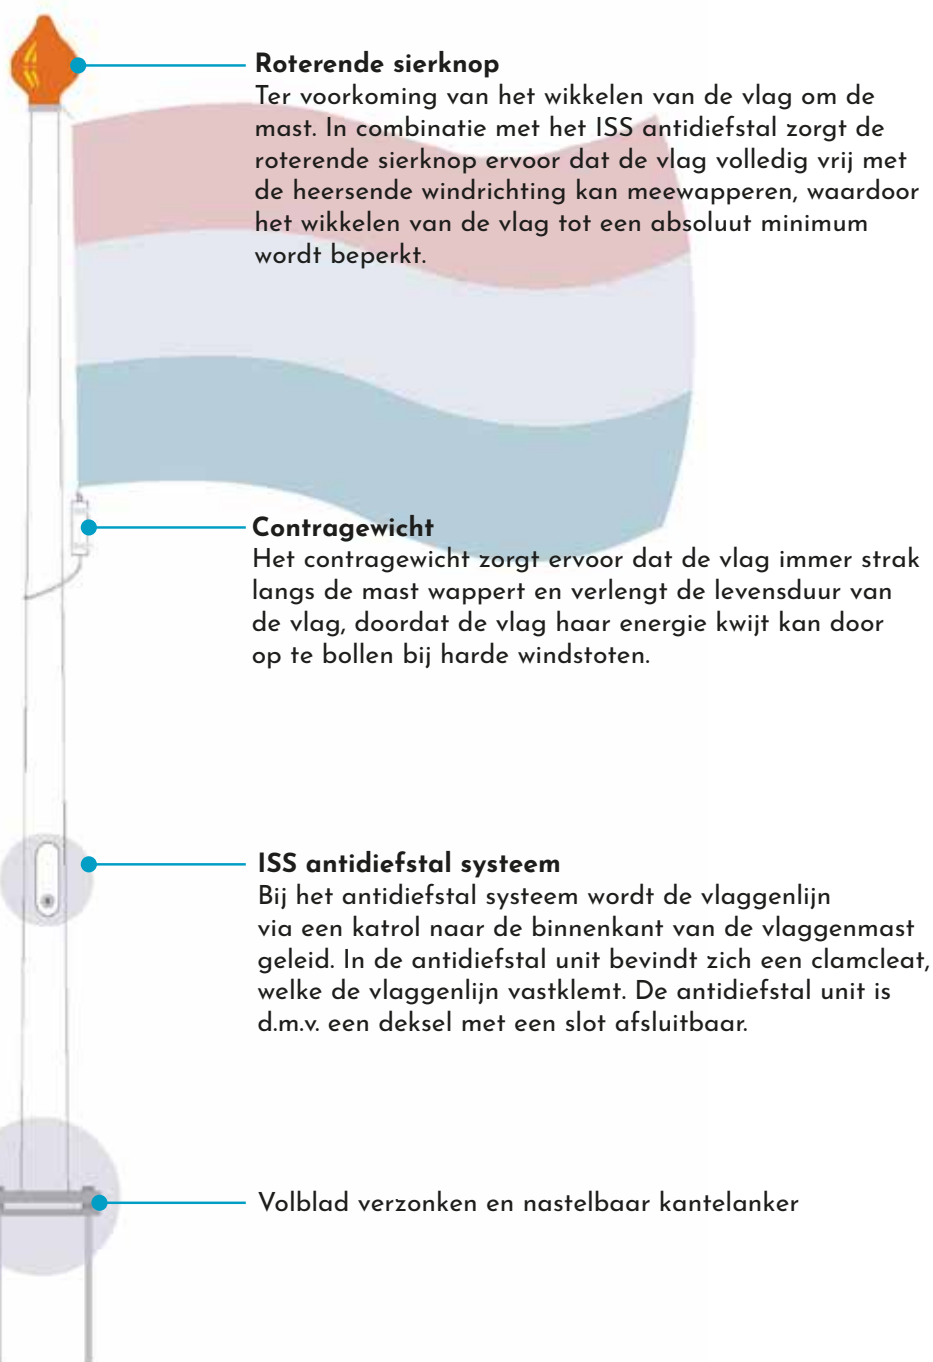 Roterende sierknop
Ter voorkoming van het wikkelen van de vlag om de
mast. In combinatie met het ISS antidiefstal zorgt de
roterende sierknop ervoor dat de vlag volledig vrij met
de heersende windrichting kan meewapperen, waardoor
het wikkelen van de vlag tot een absoluut minimum
wordt beperkt.
Contragewicht
Het contragewicht zorgt ervoor dat de vlag immer strak
langs de mast wappert en verlengt de levensduur van
de vlag, doordat de vlag haar energie kwijt kan door
op te bollen bij harde windstoten.
ISS antidiefstal systeem
Bij het antidiefstal systeem wordt de vlaggenlijn
via een katrol naar de binnenkant van de vlaggenmast
geleid. In de antidiefstal unit bevindt zich een clamcleat,
welke de vlaggenlijn vastklemt. De antidiefstal unit is
d.m.v. een deksel met een slot afsluitbaar.
Volblad verzonken en nastelbaar kantelanker